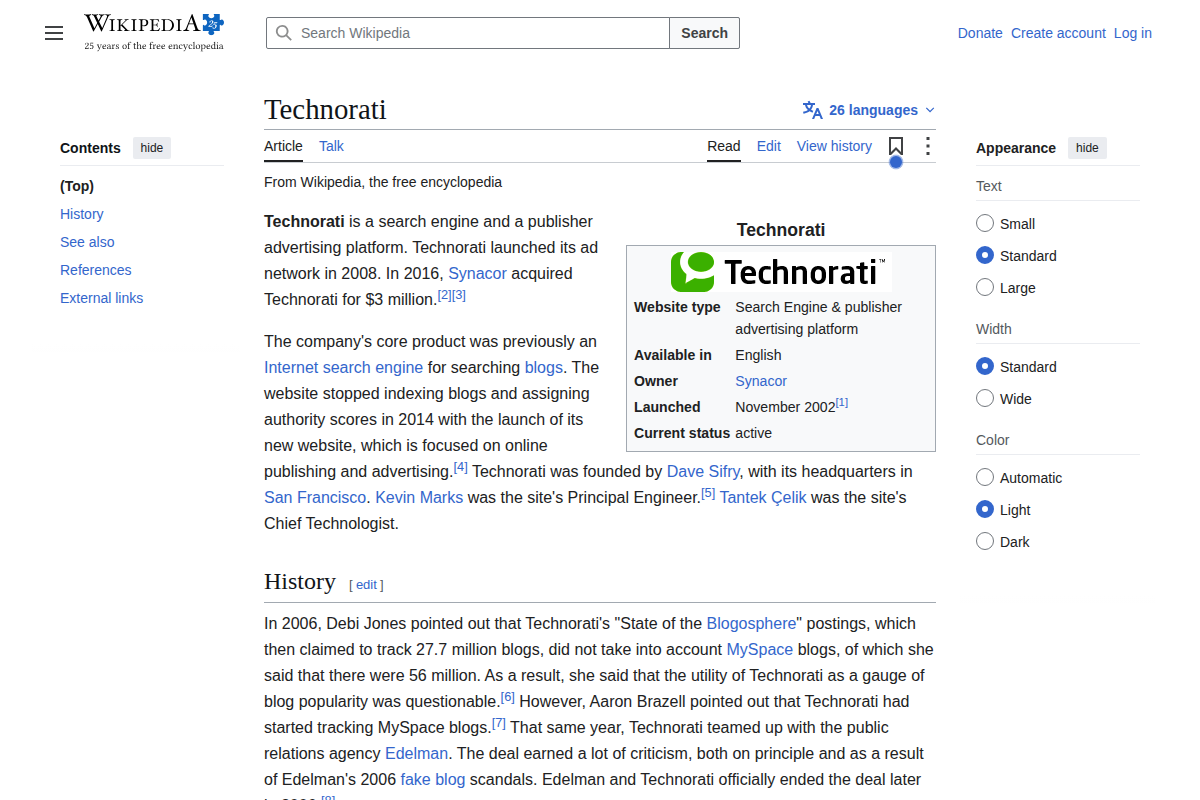 WIKIPEDIA 25
25 years of the free encyclopedia
Search Wikipedia
Search
Donate Create account Log in
Contents hide
(Top)
History
See also
References
External links
Technorati
26 languages
Article Talk
Read Edit View history
From Wikipedia, the free encyclopedia
Technorati is a search engine and a publisher
advertising platform. Technorati launched its ad
network in 2008. In 2016, Synacor acquired
Technorati for $3 million.[2][3]
The company's core product was previously an
Internet search engine for searching blogs. The
website stopped indexing blogs and assigning
authority scores in 2014 with the launch of its
new website, which is focused on online
publishing and advertising.[4] Technorati was founded by Dave Sifry, with its headquarters in
San Francisco. Kevin Marks was the site's Principal Engineer.[5] Tantek Çelik was the site's
Chief Technologist.
Technorati
Technorati™
Website type Search Engine & publisher
advertising platform
Available in English
Owner Synacor
Launched November 2002[1]
Current status active
History [ edit ]
In 2006, Debi Jones pointed out that Technorati's "State of the Blogosphere" postings, which
then claimed to track 27.7 million blogs, did not take into account MySpace blogs, of which she
said that there were 56 million. As a result, she said that the utility of Technorati as a gauge of
blog popularity was questionable.[6] However, Aaron Brazell pointed out that Technorati had
started tracking MySpace blogs.[7] That same year, Technorati teamed up with the public
relations agency Edelman. The deal earned a lot of criticism, both on principle and as a result
of Edelman's 2006 fake blog scandals. Edelman and Technorati officially ended the deal later
Appearance hide
Text
Small
Standard
Large
Width
Standard
Wide
Color
Automatic
Light
Dark